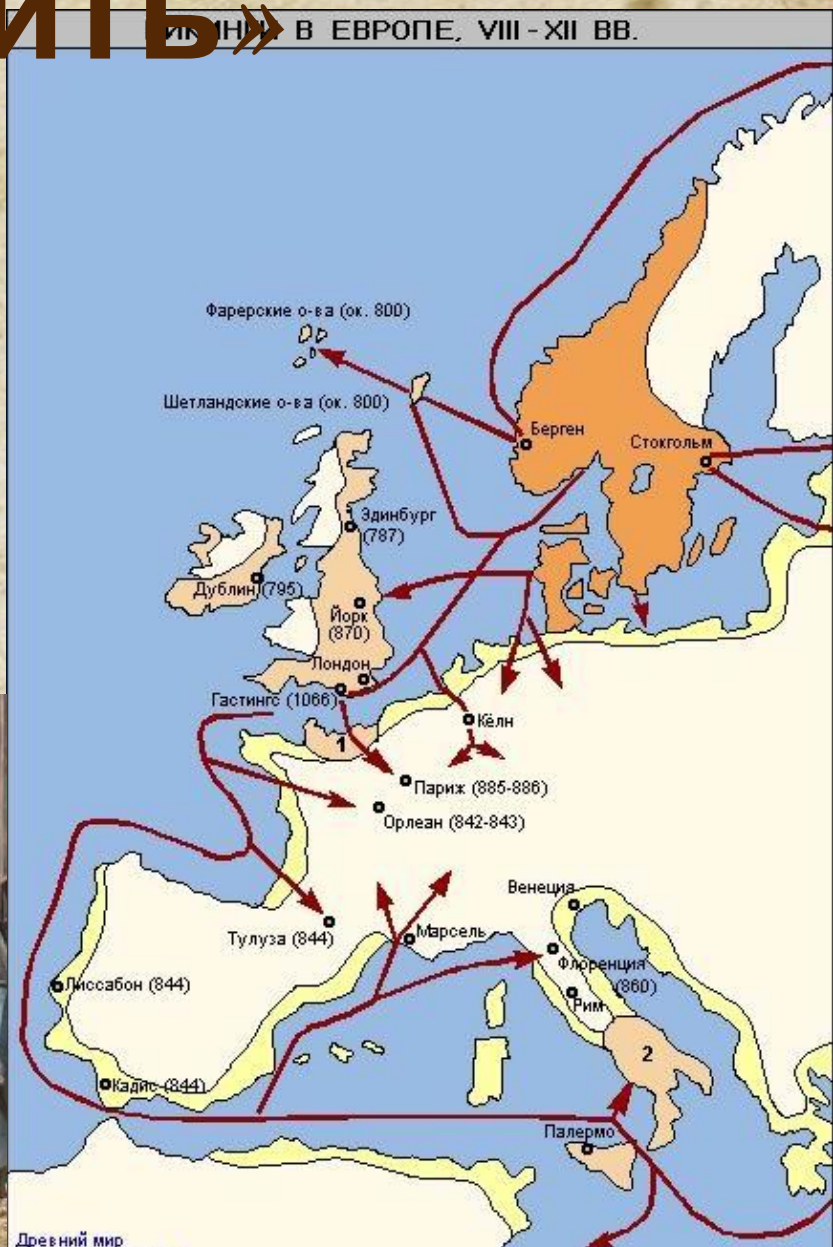 ИТЬ»
ВИКИНГИ В ЕВРОПЕ, VIII - XII ВВ.
Фарерские о-ва (ок. 800)
Шетландские о-ва (ок. 800)
Берген
Стокгольм
Эдинбург
(787)
Дублин (795)
Йорк
(870)
Лондон
Гастингс (1066)
1
Кёлн
Париж (885-886)
Орлеан (842-843)
Венеция
Тулуза (844)
Марсель
Флоренция
(860)
Лиссабон (844)
Рим
2
Кадис (844)
Палермо
Древний мир